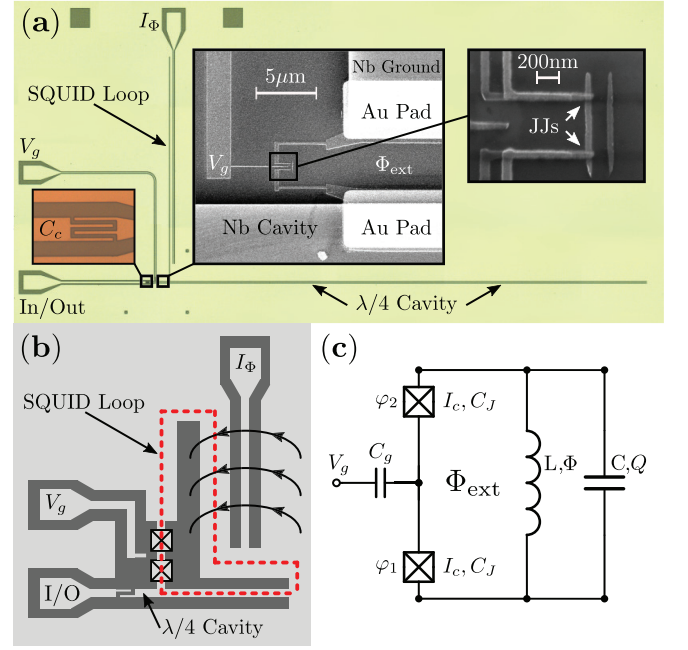 (a)
I_Φ
SQUID Loop
V_g
C_c
In/Out
5μm
Nb Ground
Au Pad
V_g
Φ_ext
Nb Cavity
Au Pad
200nm
JJs
λ/4 Cavity
(b)
I_Φ
SQUID Loop
V_g
I/O
λ/4 Cavity
(c)
φ_2
I_c, C_J
V_g
C_g
Φ_ext
L,Φ
C,Q
φ_1
I_c, C_J